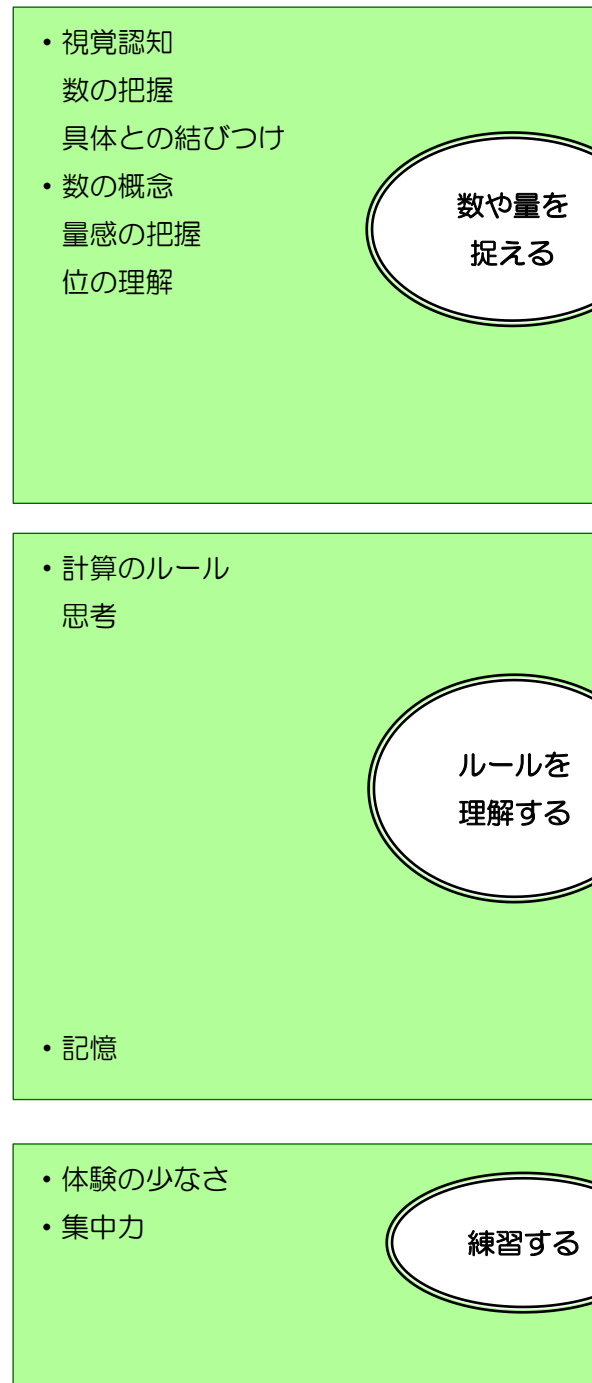 ・視覚認知
数の把握
具体との結びつけ
・数の概念
量感の把握
位の理解
数や量を
捉える
・計算のルール
思考
ルールを
理解する
・記憶
・体験の少なさ
・集中力
練習する